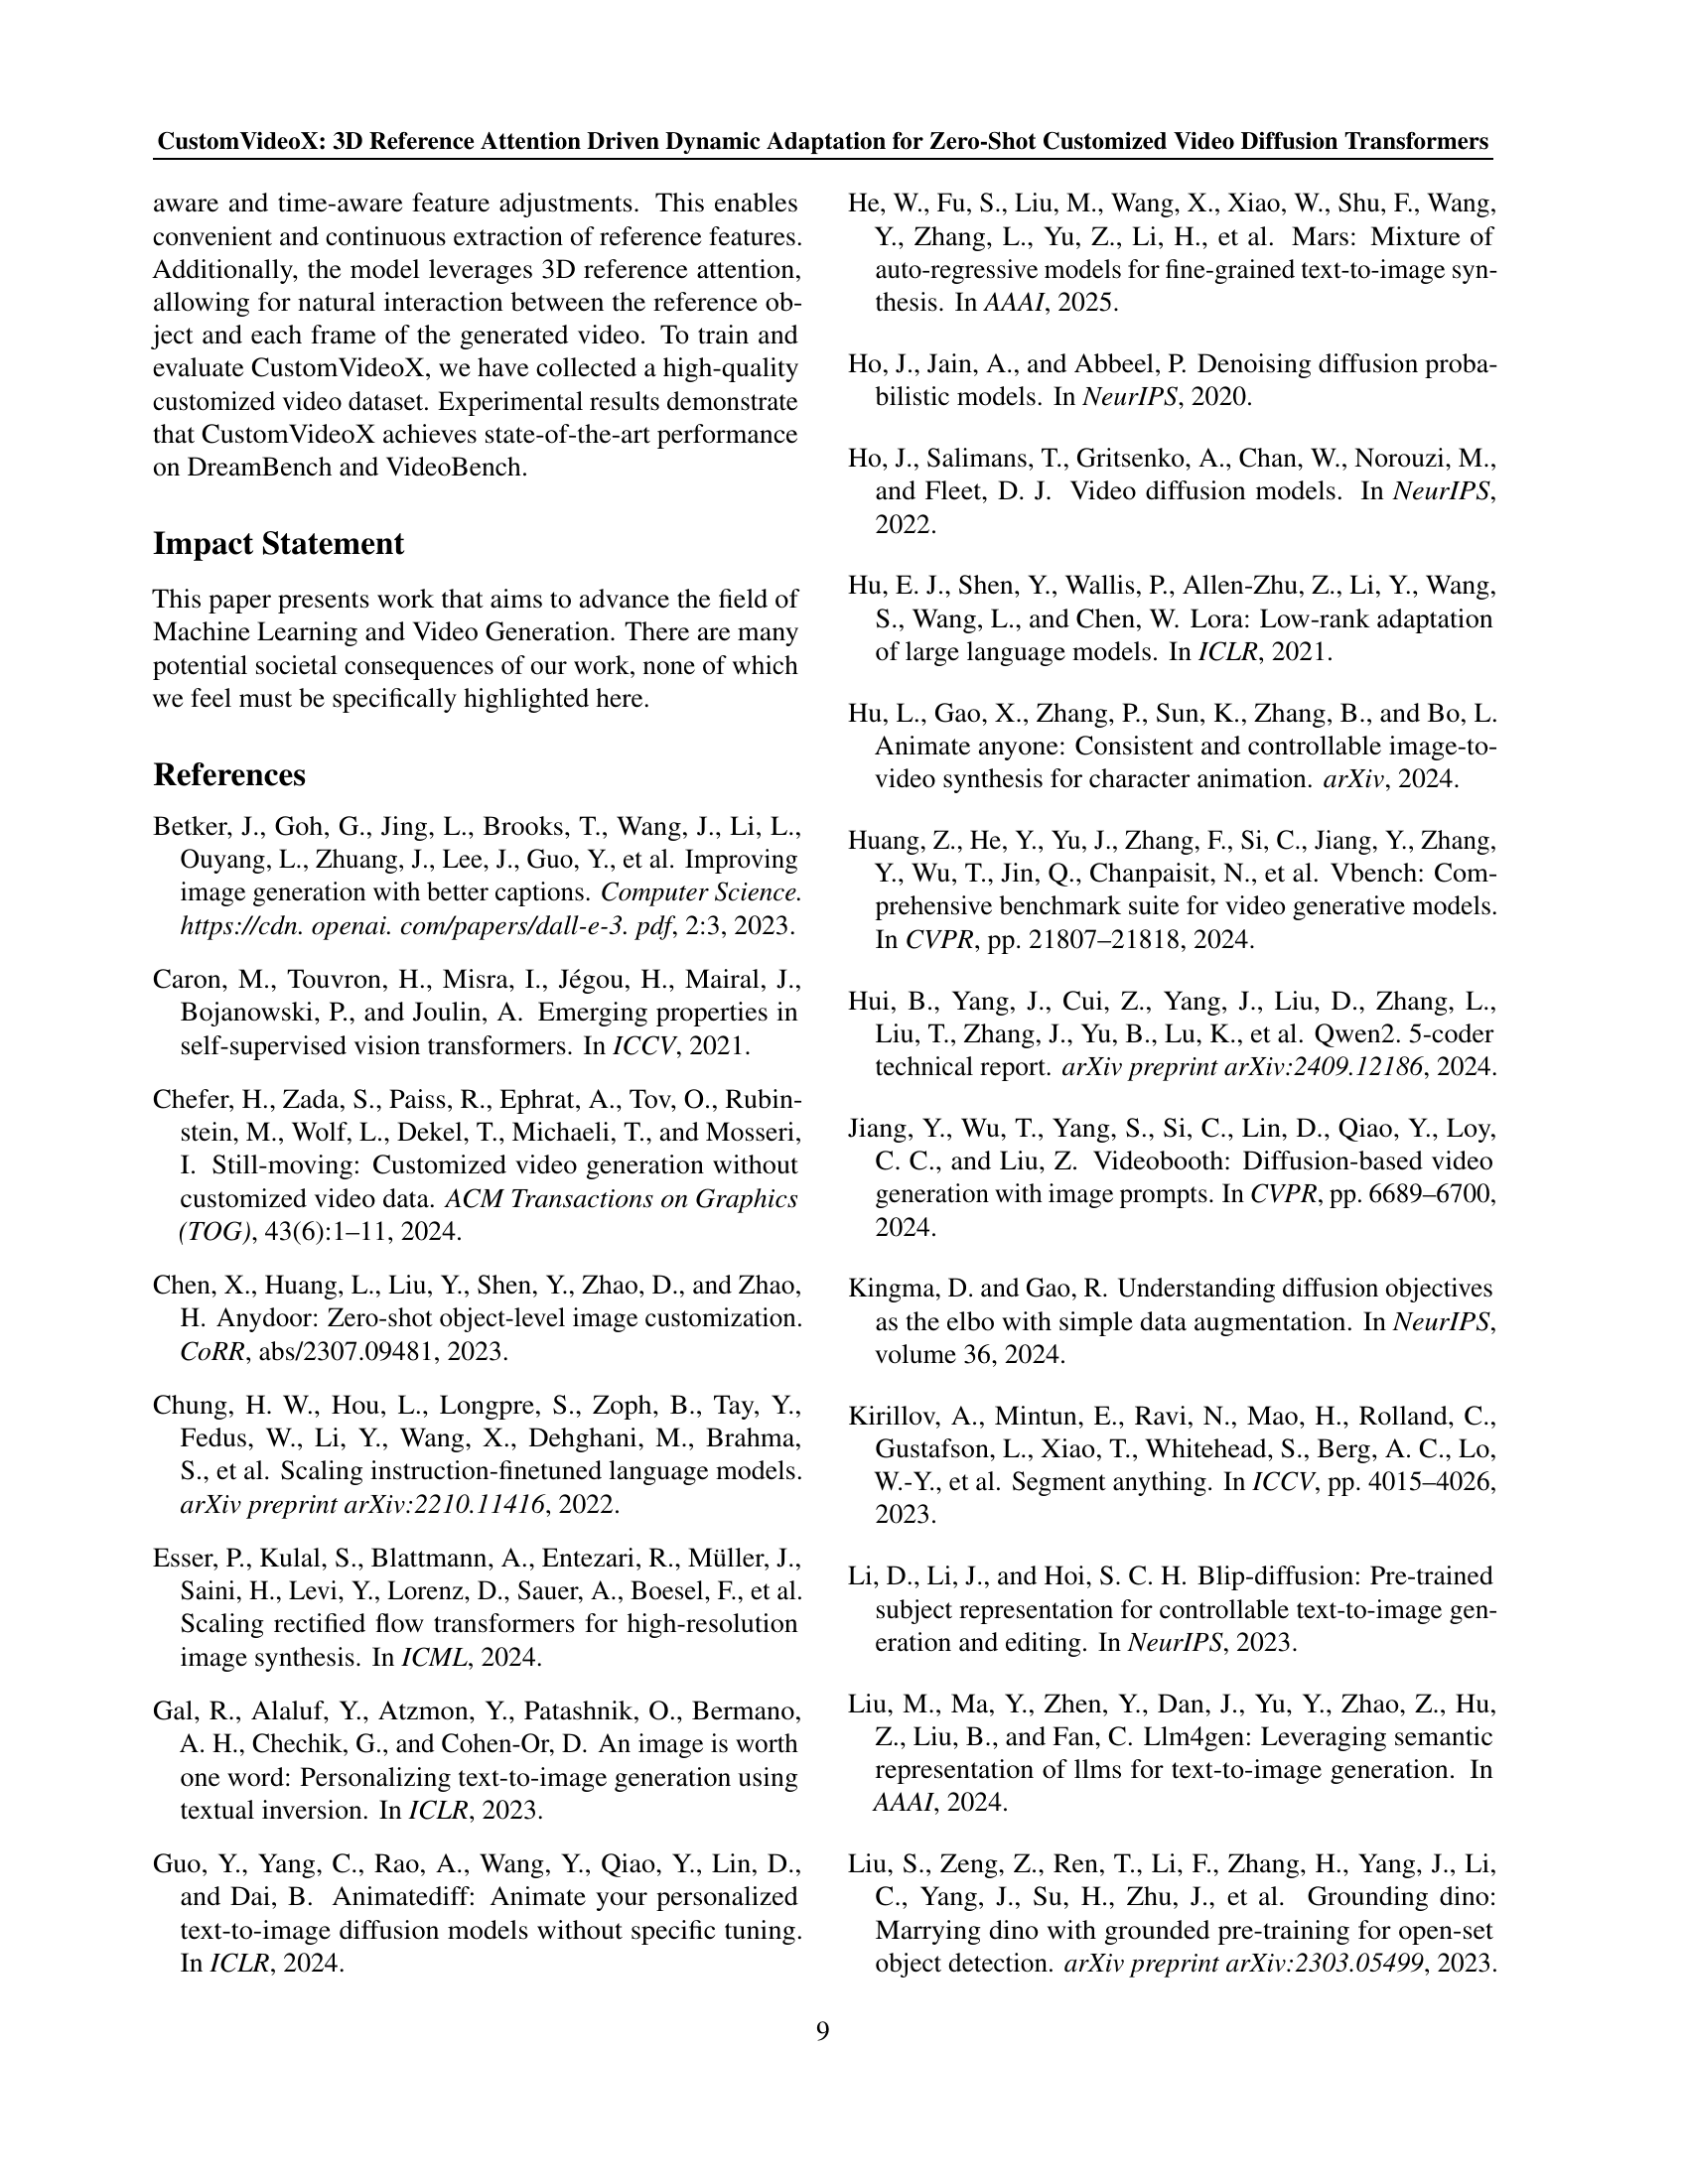 CustomVideoX: 3D Reference Attention Driven Dynamic Adaptation for Zero-Shot Customized Video Diffusion Transformers
aware and time-aware feature adjustments. This enables
convenient and continuous extraction of reference features.
Additionally, the model leverages 3D reference attention,
allowing for natural interaction between the reference ob-
ject and each frame of the generated video. To train and
evaluate CustomVideoX, we have collected a high-quality
customized video dataset. Experimental results demonstrate
that CustomVideoX achieves state-of-the-art performance
on DreamBench and VideoBench.
Impact Statement
This paper presents work that aims to advance the field of
Machine Learning and Video Generation. There are many
potential societal consequences of our work, none of which
we feel must be specifically highlighted here.
References
Betker, J., Goh, G., Jing, L., Brooks, T., Wang, J., Li, L.,
Ouyang, L., Zhuang, J., Lee, J., Guo, Y., et al. Improving
image generation with better captions. Computer Science.
https://cdn. openai. com/papers/dall-e-3. pdf, 2:3, 2023.
Caron, M., Touvron, H., Misra, I., Jégou, H., Mairal, J.,
Bojanowski, P., and Joulin, A. Emerging properties in
self-supervised vision transformers. In ICCV, 2021.
Chefer, H., Zada, S., Paiss, R., Ephrat, A., Tov, O., Rubin-
stein, M., Wolf, L., Dekel, T., Michaeli, T., and Mosseri,
I. Still-moving: Customized video generation without
customized video data. ACM Transactions on Graphics
(TOG), 43(6):1–11, 2024.
Chen, X., Huang, L., Liu, Y., Shen, Y., Zhao, D., and Zhao,
H. Anydoor: Zero-shot object-level image customization.
CoRR, abs/2307.09481, 2023.
Chung, H. W., Hou, L., Longpre, S., Zoph, B., Tay, Y.,
Fedus, W., Li, Y., Wang, X., Dehghani, M., Brahma,
S., et al. Scaling instruction-finetuned language models.
arXiv preprint arXiv:2210.11416, 2022.
Esser, P., Kulal, S., Blattmann, A., Entezari, R., Müller, J.,
Saini, H., Levi, Y., Lorenz, D., Sauer, A., Boesel, F., et al.
Scaling rectified flow transformers for high-resolution
image synthesis. In ICML, 2024.
Gal, R., Alaluf, Y., Atzmon, Y., Patashnik, O., Bermano,
A. H., Chechik, G., and Cohen-Or, D. An image is worth
one word: Personalizing text-to-image generation using
textual inversion. In ICLR, 2023.
Guo, Y., Yang, C., Rao, A., Wang, Y., Qiao, Y., Lin, D.,
and Dai, B. Animatediff: Animate your personalized
text-to-image diffusion models without specific tuning.
In ICLR, 2024.
He, W., Fu, S., Liu, M., Wang, X., Xiao, W., Shu, F., Wang,
Y., Zhang, L., Yu, Z., Li, H., et al. Mars: Mixture of
auto-regressive models for fine-grained text-to-image syn-
thesis. In AAAI, 2025.
Ho, J., Jain, A., and Abbeel, P. Denoising diffusion proba-
bilistic models. In NeurIPS, 2020.
Ho, J., Salimans, T., Gritsenko, A., Chan, W., Norouzi, M.,
and Fleet, D. J. Video diffusion models. In NeurIPS,
2022.
Hu, E. J., Shen, Y., Wallis, P., Allen-Zhu, Z., Li, Y., Wang,
S., Wang, L., and Chen, W. Lora: Low-rank adaptation
of large language models. In ICLR, 2021.
Hu, L., Gao, X., Zhang, P., Sun, K., Zhang, B., and Bo, L.
Animate anyone: Consistent and controllable image-to-
video synthesis for character animation. arXiv, 2024.
Huang, Z., He, Y., Yu, J., Zhang, F., Si, C., Jiang, Y., Zhang,
Y., Wu, T., Jin, Q., Chanpaisit, N., et al. Vbench: Com-
prehensive benchmark suite for video generative models.
In CVPR, pp. 21807–21818, 2024.
Hui, B., Yang, J., Cui, Z., Yang, J., Liu, D., Zhang, L.,
Liu, T., Zhang, J., Yu, B., Lu, K., et al. Qwen2. 5-coder
technical report. arXiv preprint arXiv:2409.12186, 2024.
Jiang, Y., Wu, T., Yang, S., Si, C., Lin, D., Qiao, Y., Loy,
C. C., and Liu, Z. Videobooth: Diffusion-based video
generation with image prompts. In CVPR, pp. 6689–6700,
2024.
Kingma, D. and Gao, R. Understanding diffusion objectives
as the elbo with simple data augmentation. In NeurIPS,
volume 36, 2024.
Kirillov, A., Mintun, E., Ravi, N., Mao, H., Rolland, C.,
Gustafson, L., Xiao, T., Whitehead, S., Berg, A. C., Lo,
W.-Y., et al. Segment anything. In ICCV, pp. 4015–4026,
2023.
Li, D., Li, J., and Hoi, S. C. H. Blip-diffusion: Pre-trained
subject representation for controllable text-to-image gen-
eration and editing. In NeurIPS, 2023.
Liu, M., Ma, Y., Zhen, Y., Dan, J., Yu, Y., Zhao, Z., Hu,
Z., Liu, B., and Fan, C. Llm4gen: Leveraging semantic
representation of llms for text-to-image generation. In
AAAI, 2024.
Liu, S., Zeng, Z., Ren, T., Li, F., Zhang, H., Yang, J., Li,
C., Yang, J., Su, H., Zhu, J., et al. Grounding dino:
Marrying dino with grounded pre-training for open-set
object detection. arXiv preprint arXiv:2303.05499, 2023.
9